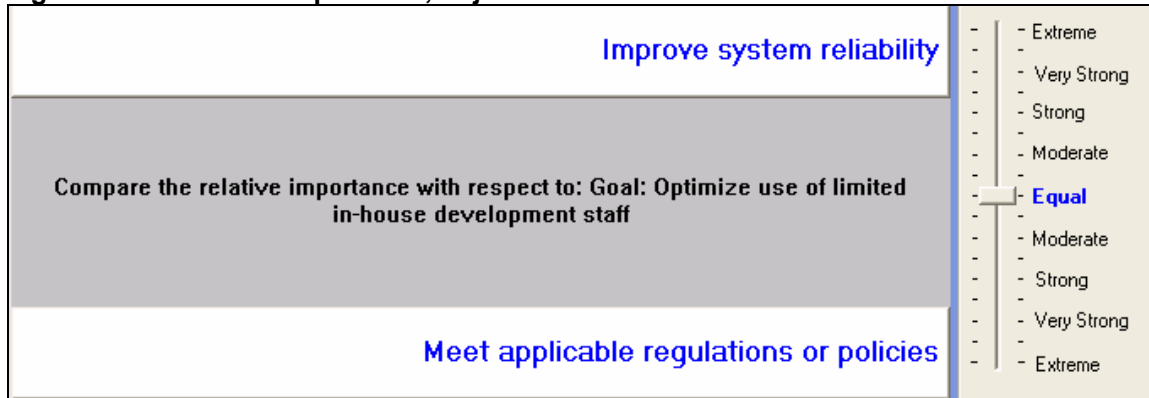 Improve system reliability
Compare the relative importance with respect to: Goal: Optimize use of limited
in-house development staff
Meet applicable regulations or policies
- Extreme
- Very Strong
- Strong
- Moderate
- Equal
- Moderate
- Strong
- Very Strong
- Extreme